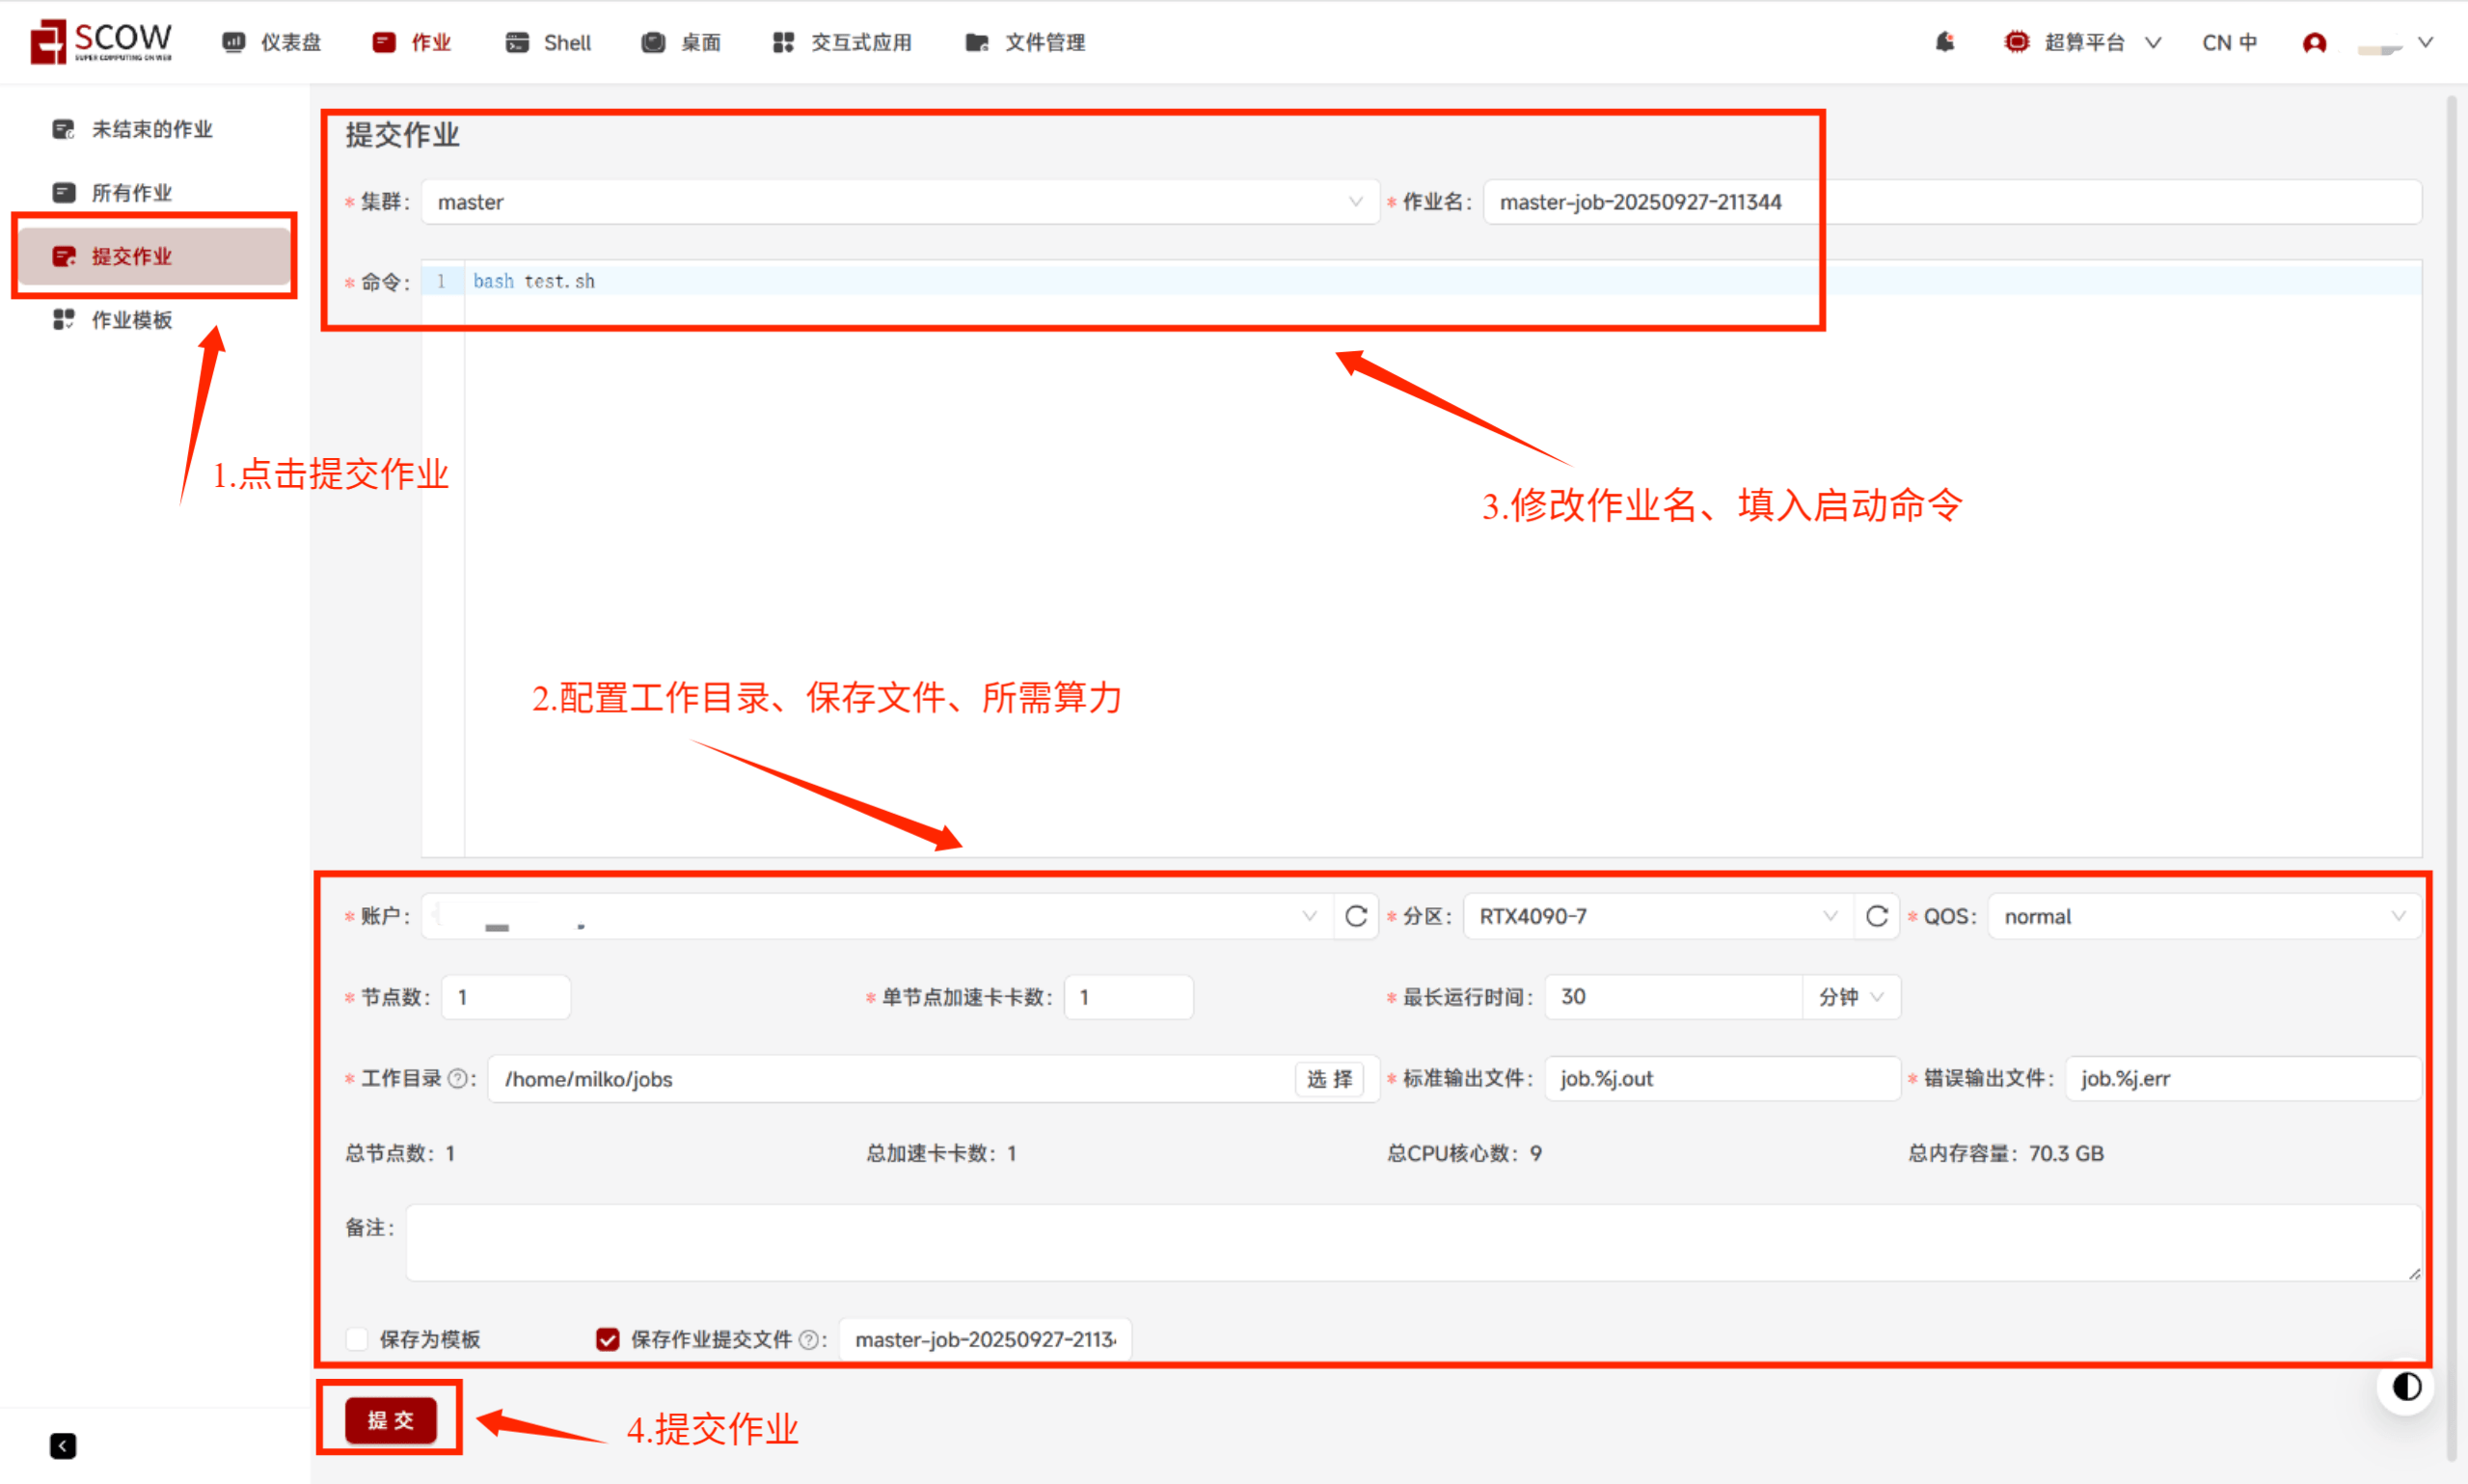 SCOW
SUPER COMPUTING ON WEB
仪表盘 作业 Shell 桌面 交互式应用 文件管理 超算平台 CN 中
未结束的作业
所有作业
提交作业
作业模板
1.点击提交作业
提交作业
* 集群: master * 作业名: master-job-20250927-211344
* 命令: 1 bash test.sh
3.修改作业名、填入启动命令
2.配置工作目录、保存文件、所需算力
* 账户: * 分区: RTX4090-7 * QOS: normal
* 节点数: 1 * 单节点加速卡卡数: 1 * 最长运行时间: 30 分钟
* 工作目录 ?: /home/milko/jobs 选 择 * 标准输出文件: job.%j.out * 错误输出文件: job.%j.err
总节点数: 1 总加速卡卡数: 1 总CPU核心数: 9 总内存容量: 70.3 GB
备注:
保存为模板 保存作业提交文件 ?: master-job-20250927-2113
提 交
4.提交作业